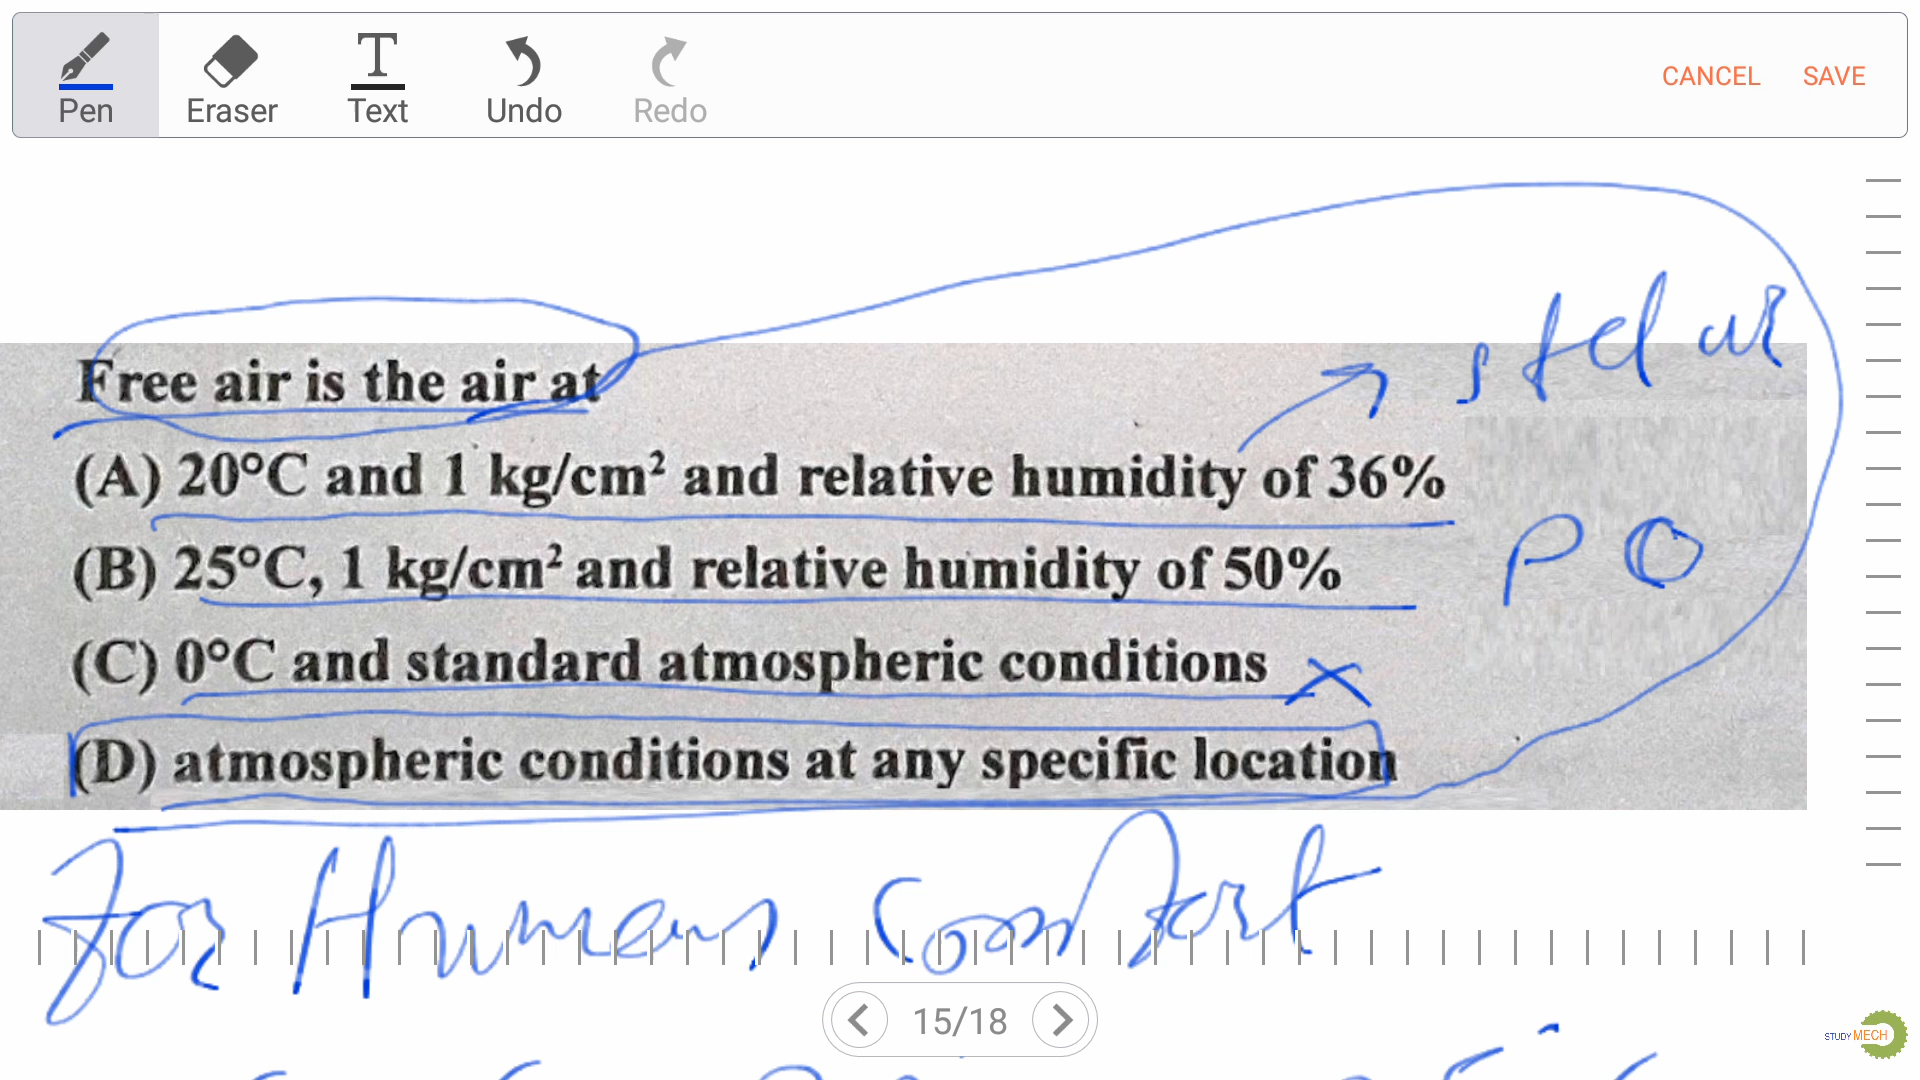 Pen Eraser Text Undo Redo CANCEL SAVE
std air
Free air is the air at
(A) 20°C and 1 kg/cm² and relative humidity of 36%
(B) 25°C, 1 kg/cm² and relative humidity of 50%
P
(C) 0°C and standard atmospheric conditions
(D) atmospheric conditions at any specific location
for Human Comfort
15/18
STUDY MECH